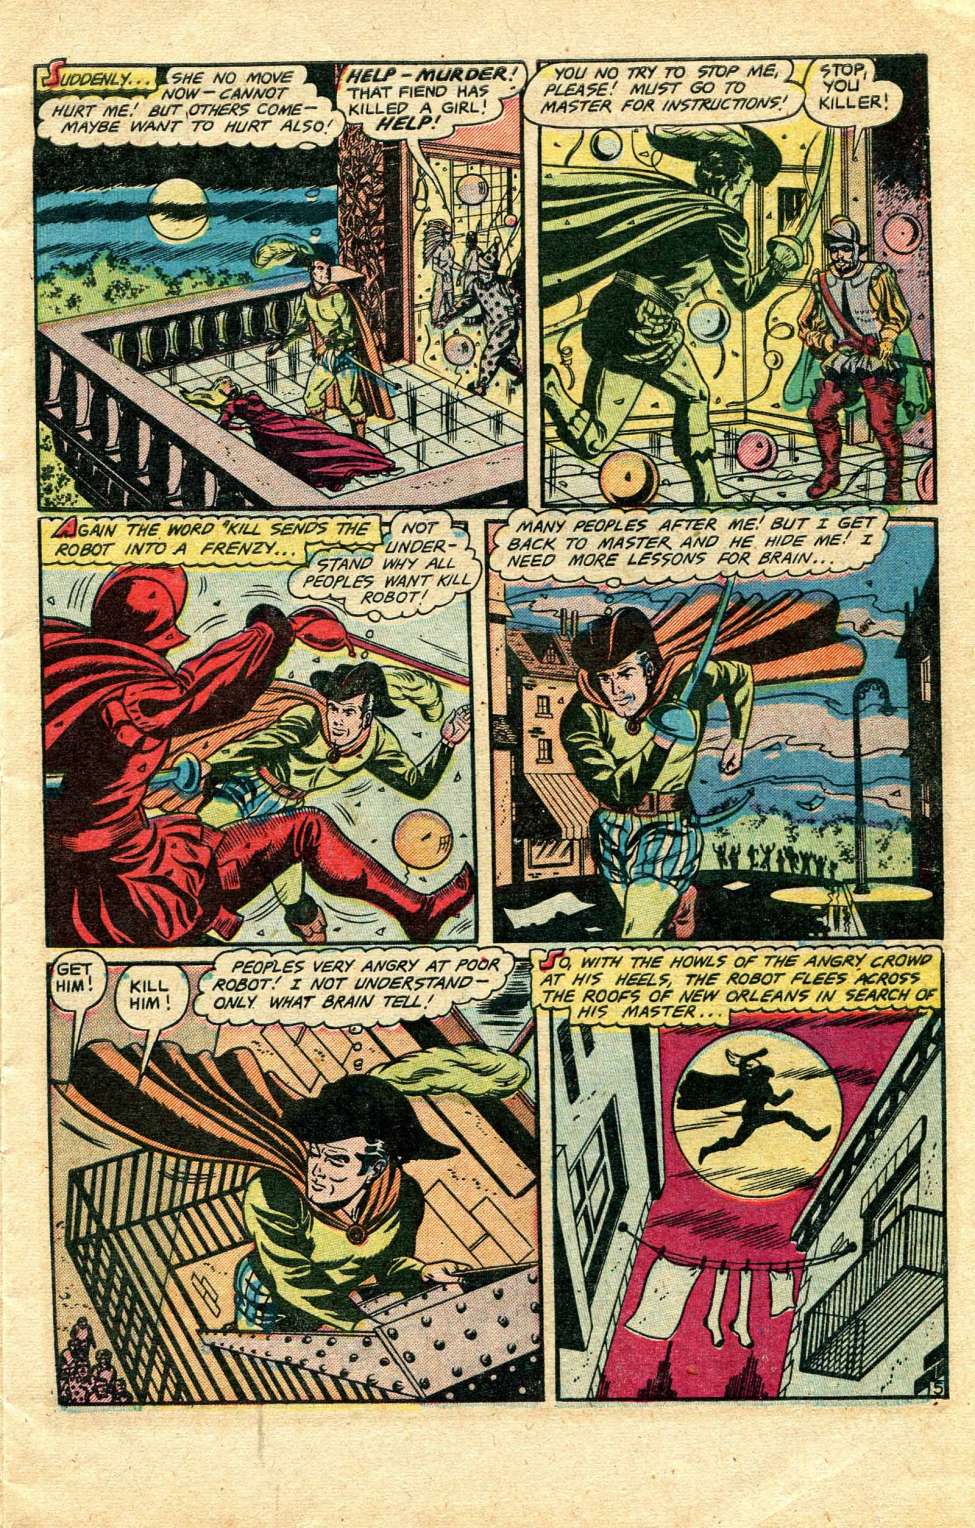 SUDDENLY...
SHE NO MOVE
NOW—CANNOT
HURT ME! BUT OTHERS COME—
MAYBE WANT TO HURT ALSO!
HELP—MURDER!
THAT FIEND HAS
KILLED A GIRL!
HELP!
YOU NO TRY TO STOP ME,
PLEASE! MUST GO TO
MASTER FOR INSTRUCTIONS!
STOP,
YOU
KILLER!
AGAIN THE WORD "KILL SENDS THE
ROBOT INTO A FRENZY...
NOT
UNDER-
STAND WHY ALL
PEOPLES WANT KILL
ROBOT!
MANY PEOPLES AFTER ME! BUT I GET
BACK TO MASTER AND HE HIDE ME! I
NEED MORE LESSONS FOR BRAIN...
GET
HIM!
KILL
HIM!
PEOPLES VERY ANGRY AT POOR
ROBOT! I NOT UNDERSTAND—
ONLY WHAT BRAIN TELL!
SO, WITH THE HOWLS OF THE ANGRY CROWD
AT HIS HEELS, THE ROBOT FLEES ACROSS
THE ROOFS OF NEW ORLEANS IN SEARCH OF
HIS MASTER...
5